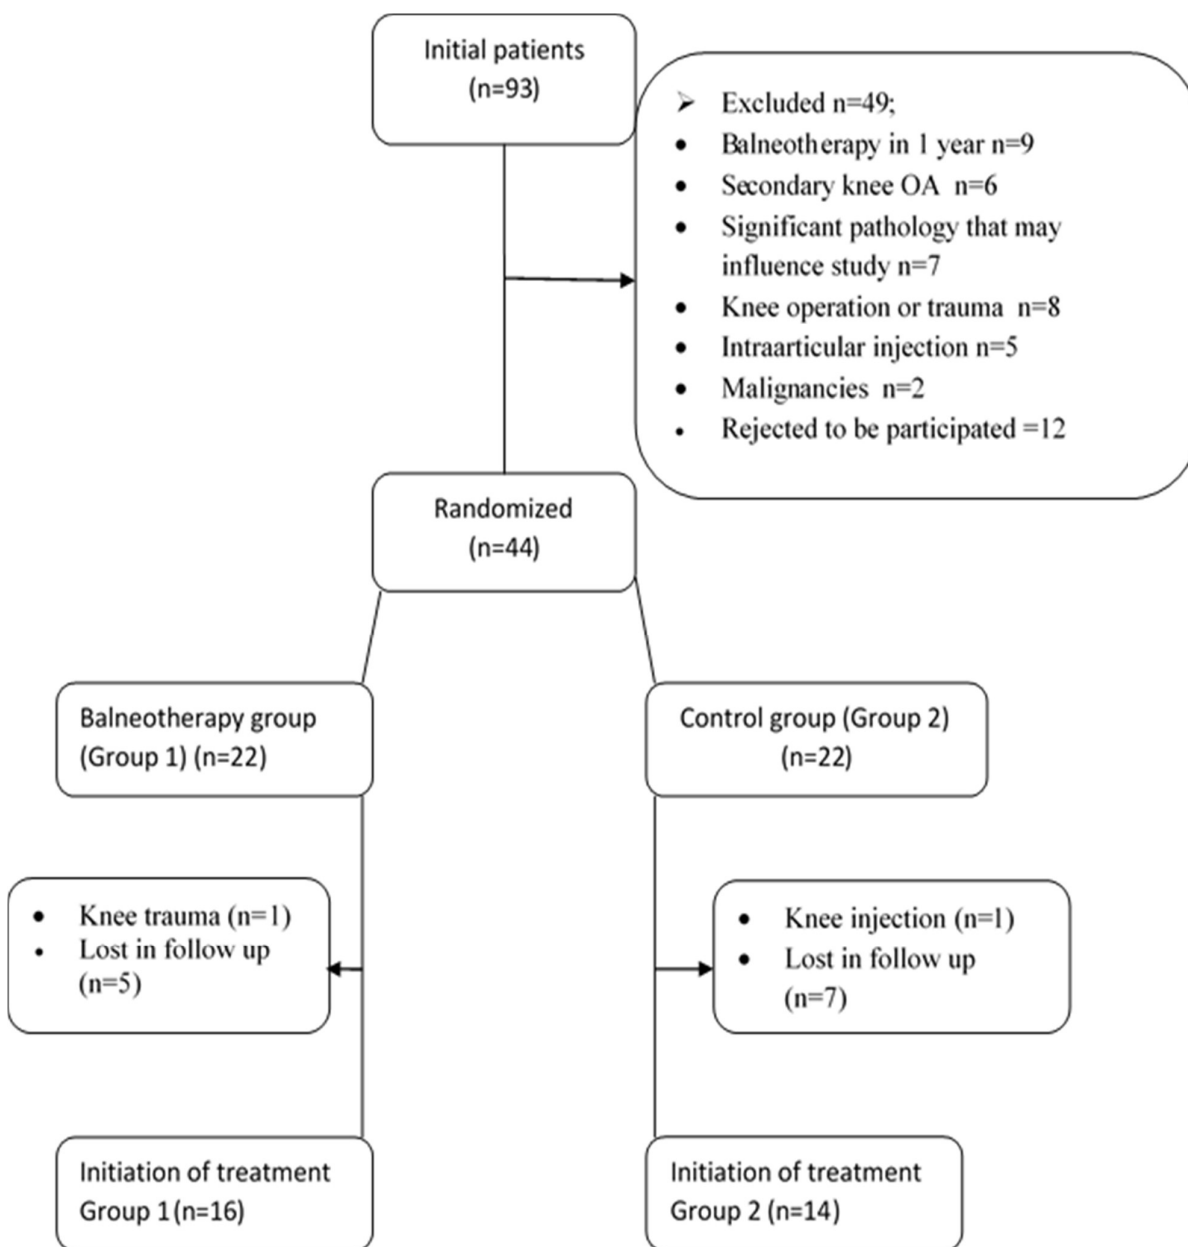 Initial patients
(n=93)
➢ Excluded n=49;
• Balneotherapy in 1 year n=9
• Secondary knee OA n=6
• Significant pathology that may
influence study n=7
• Knee operation or trauma n=8
• Intraarticular injection n=5
• Malignancies n=2
• Rejected to be participated =12
Randomized
(n=44)
Balneotherapy group
(Group 1) (n=22)
Control group (Group 2)
(n=22)
• Knee trauma (n=1)
• Lost in follow up
(n=5)
• Knee injection (n=1)
• Lost in follow up
(n=7)
Initiation of treatment
Group 1 (n=16)
Initiation of treatment
Group 2 (n=14)